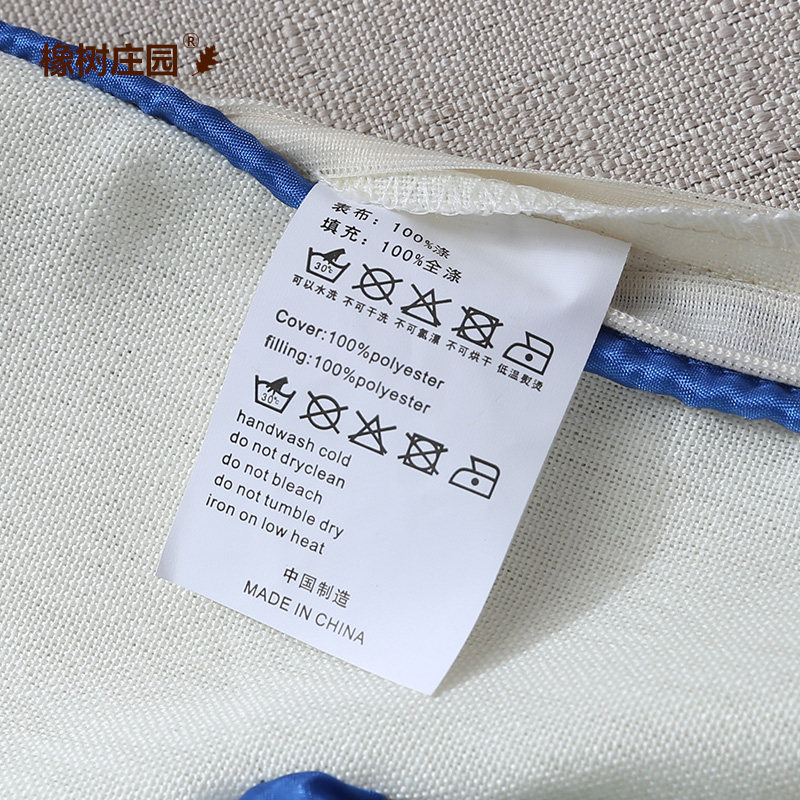 橡树庄园®
表布：100%涤
填充：100%全涤
30℃
可以水洗 不可干洗 不可氯漂 不可烘干 低温熨烫
Cover:100%polyester
filling:100%polyester
30℃
handwash cold
do not dryclean
do not bleach
do not tumble dry
iron on low heat
中国制造
MADE IN CHINA